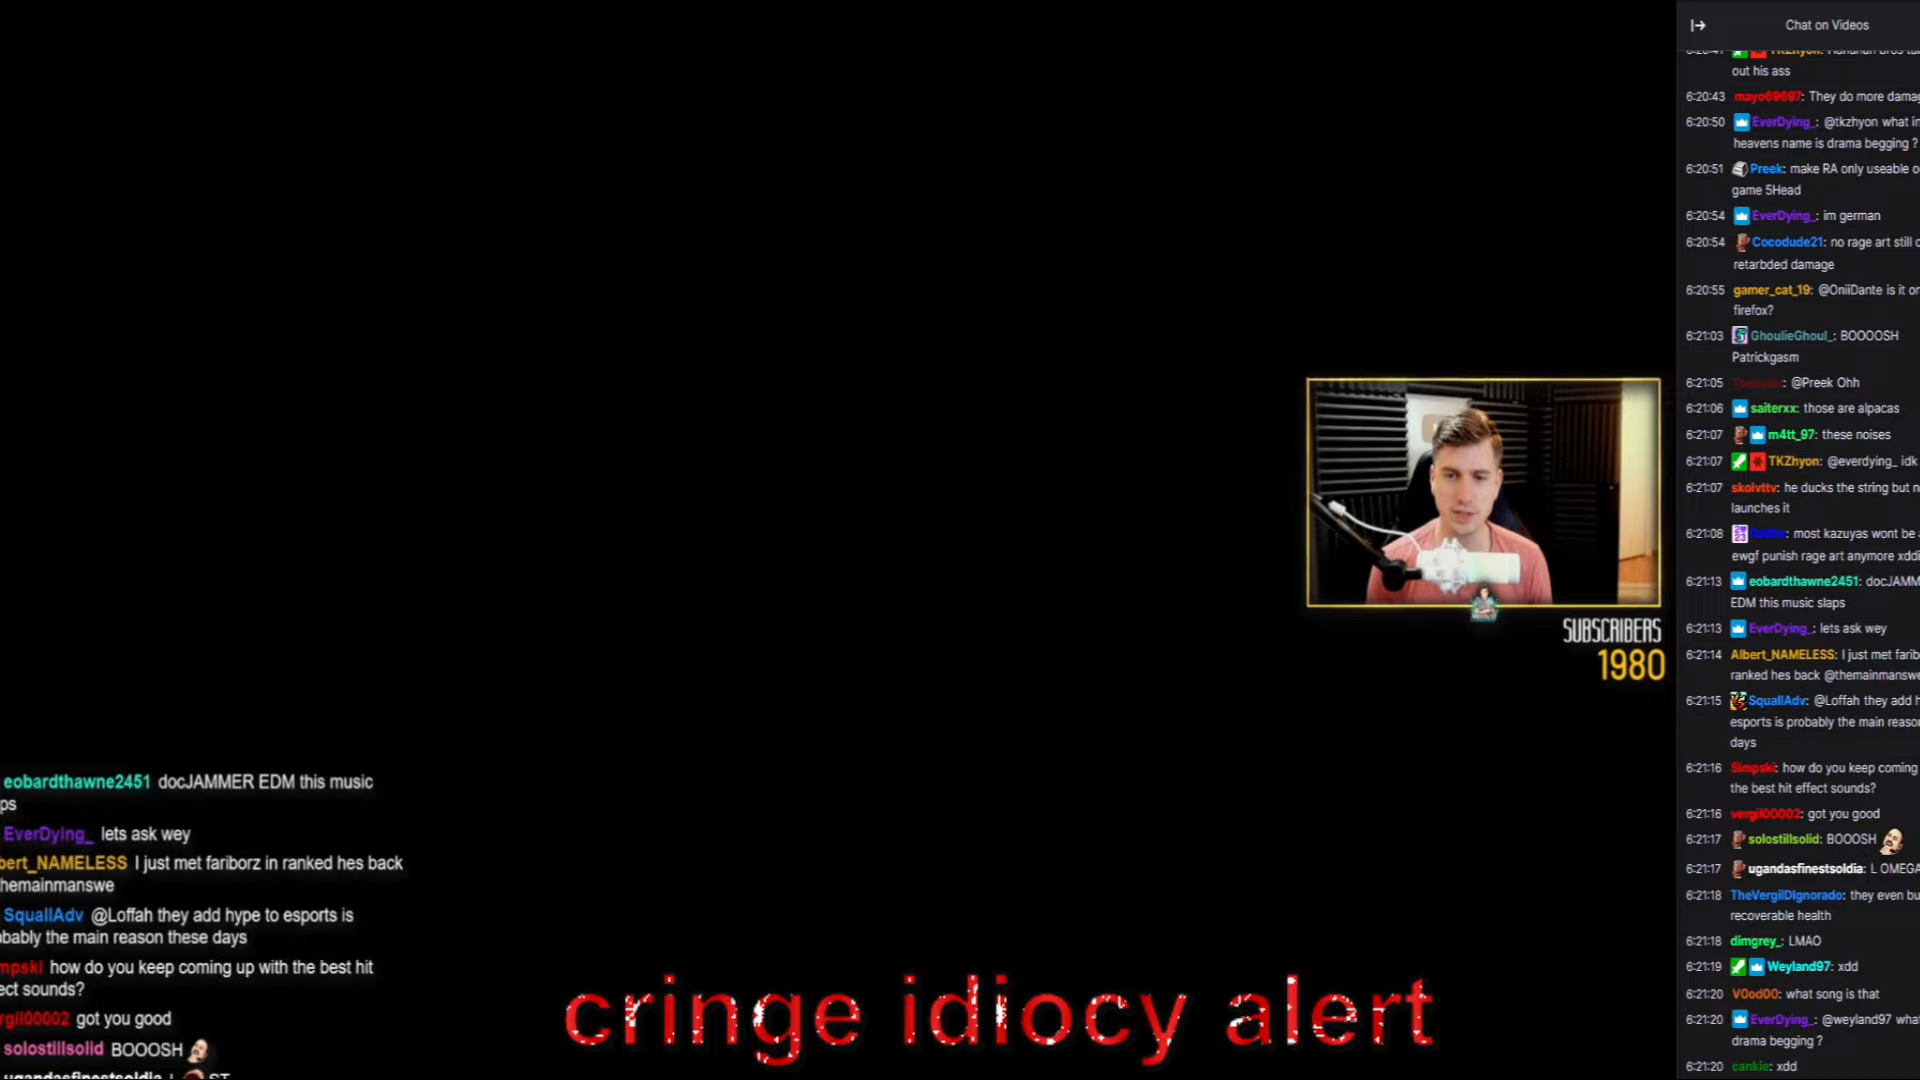 Chat on Videos
out his ass
6:20:43 mayo69697: They do more damag
6:20:50 EverDying_: @tkzhyon what in
heavens name is drama begging ?
6:20:51 Preek: make RA only useable o
game 5Head
6:20:54 EverDying_: im german
6:20:54 Cocodude21: no rage art still
retarbded damage
6:20:55 gamer_cat_19: @OniiDante is it on
firefox?
6:21:03 GhoulieGhoul_: BOOOOSH
Patrickgasm
6:21:05 @Preek Ohh
6:21:06 saiterxx: those are alpacas
6:21:07 m4tt_97: these noises
6:21:07 TKZhyon: @everdying_ idk
6:21:07 skolvttv: he ducks the string but n
launches it
6:21:08 most kazuyas wont be a
ewgf punish rage art anymore xddi
6:21:13 eobardthawne2451: docJAMM
EDM this music slaps
6:21:13 EverDying_: lets ask wey
6:21:14 Albert_NAMELESS: I just met farib
ranked hes back @themainmanswe
6:21:15 SquallAdv: @Loffah they add h
esports is probably the main reaso
days
6:21:16 5impski: how do you keep coming
the best hit effect sounds?
6:21:16 vergil00002: got you good
6:21:17 solostillsolid: BOOOSH
6:21:17 ugandasfinestsoldia: L OMEGA
6:21:18 TheVergilDIgnorado: they even bu
recoverable health
6:21:18 dimgrey_: LMAO
6:21:19 Weyland97: xdd
6:21:20 V0od00: what song is that
6:21:20 EverDying_: @weyland97 what
drama begging ?
6:21:20 cankie: xdd
SUBSCRIBERS
1980
eobardthawne2451 docJAMMER EDM this music
ps
EverDying_ lets ask wey
bert_NAMELESS I just met fariborz in ranked hes back
hemainmanswe
SquallAdv @Loffah they add hype to esports is
obably the main reason these days
mpski how do you keep coming up with the best hit
ect sounds?
rgil00002 got you good
solostillsolid BOOOSH
cringe idiocy alert